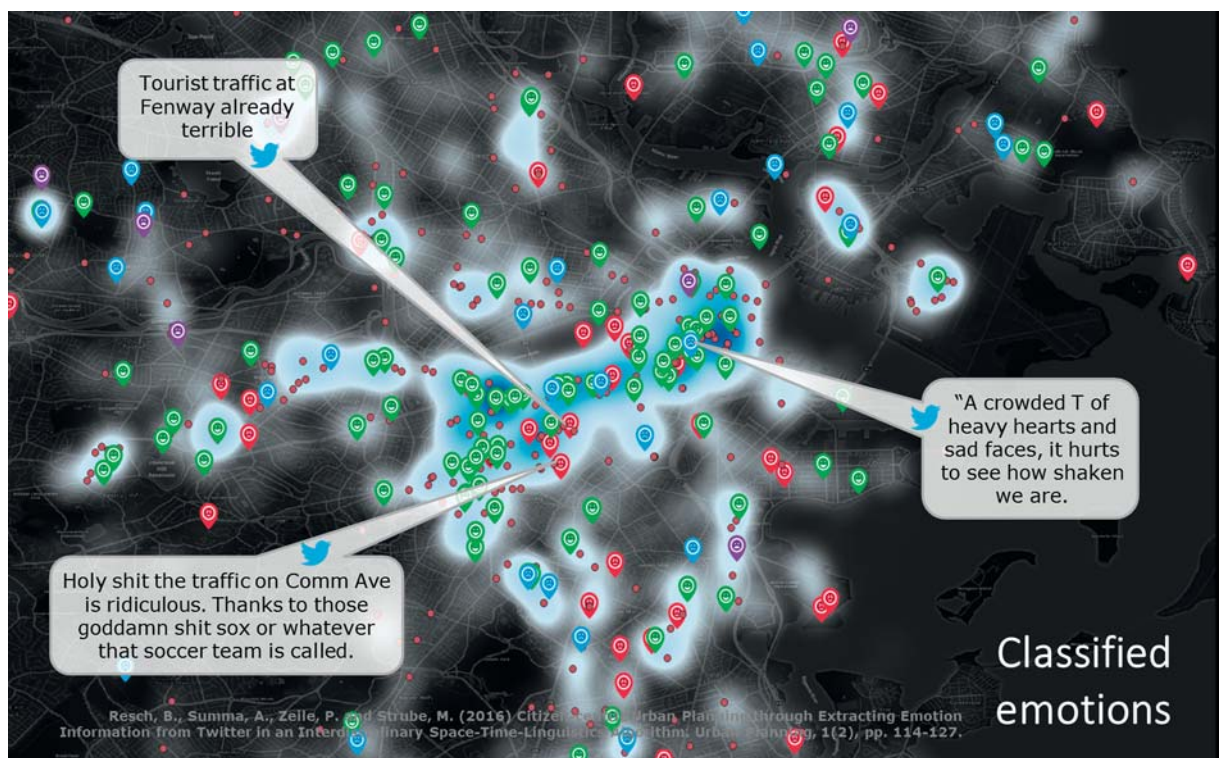 Tourist traffic at
Fenway already
terrible
“A crowded T of
heavy hearts and
sad faces, it hurts
to see how shaken
we are.
Holy shit the traffic on Comm Ave
is ridiculous. Thanks to those
goddamn shit sox or whatever
that soccer team is called.
Classified
emotions
Resch, B., Summa, A., Zeile, P. and Strube, M. (2016) Citizen-centric Urban Planning through Extracting Emotion
Information from Twitter in an Interdisciplinary Space-Time-Linguistics Algorithm. Urban Planning, 1(2), pp. 114-127.